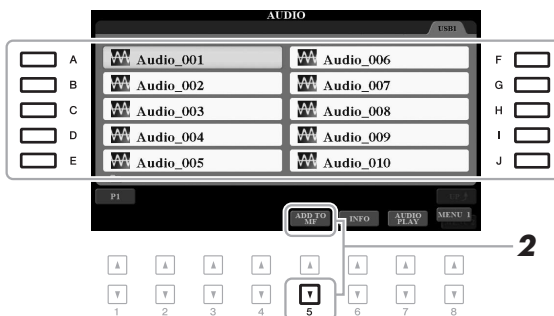 AUDIO
USB1
A Audio_001 Audio_006 F
B Audio_002 Audio_007 G
C Audio_003 Audio_008 H
D Audio_004 Audio_009 I
E Audio_005 Audio_010 J
P1
ADD TO MF INFO AUDIO PLAY MENU 1
2
1 2 3 4 5 6 7 8